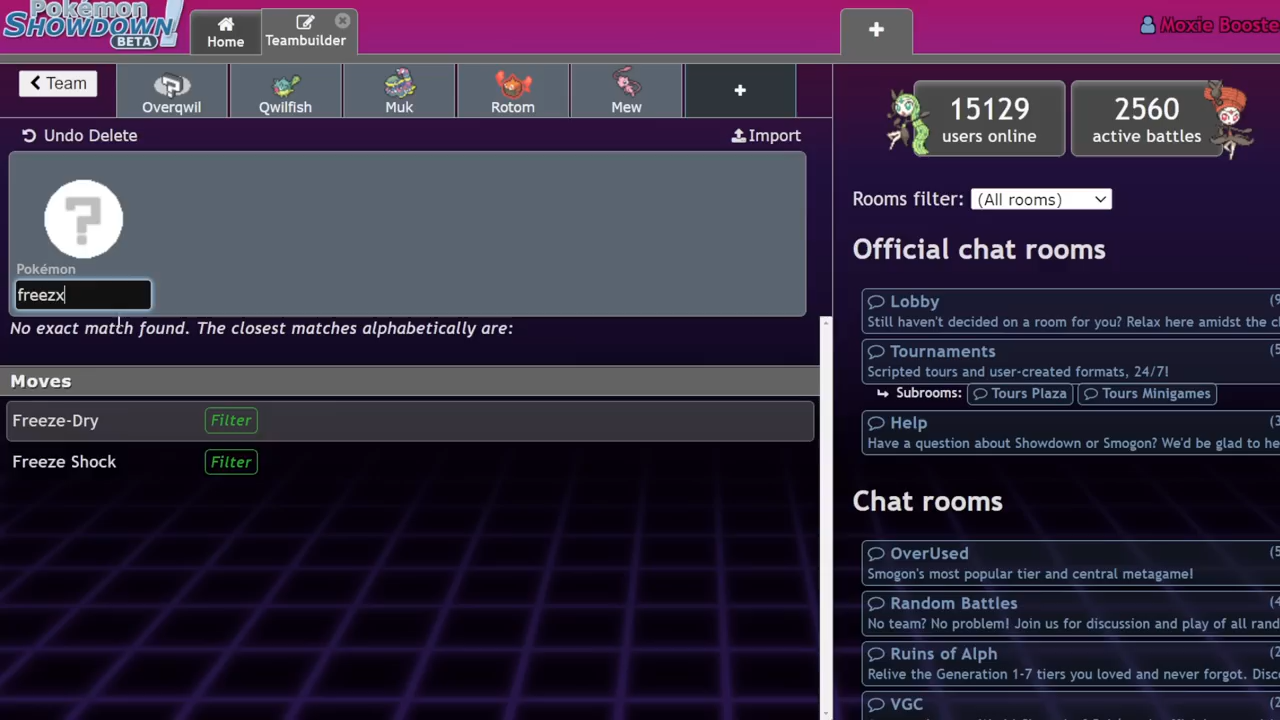 Pokémon
SHOWDOWN!
BETA
Home
Teambuilder
+
Moxie Booste
Team
Overqwil
Qwilfish
Muk
Rotom
Mew
+
Undo Delete
Import
15129
users online
2560
active battles
?
Pokémon
freezx
No exact match found. The closest matches alphabetically are:
Moves
Freeze-Dry Filter
Freeze Shock Filter
Rooms filter: (All rooms)
Official chat rooms
Lobby
Still haven't decided on a room for you? Relax here amidst the c
Tournaments (5
Scripted tours and user-created formats, 24/7!
Subrooms: Tours Plaza Tours Minigames
Help (3
Have a question about Showdown or Smogon? We'd be glad to he
Chat rooms
OverUsed (5
Smogon's most popular tier and central metagame!
Random Battles (4
No team? No problem! Join us for discussion and play of all rand
Ruins of Alph (2
Relive the Generation 1-7 tiers you loved and never forgot. Disc
VGC (2